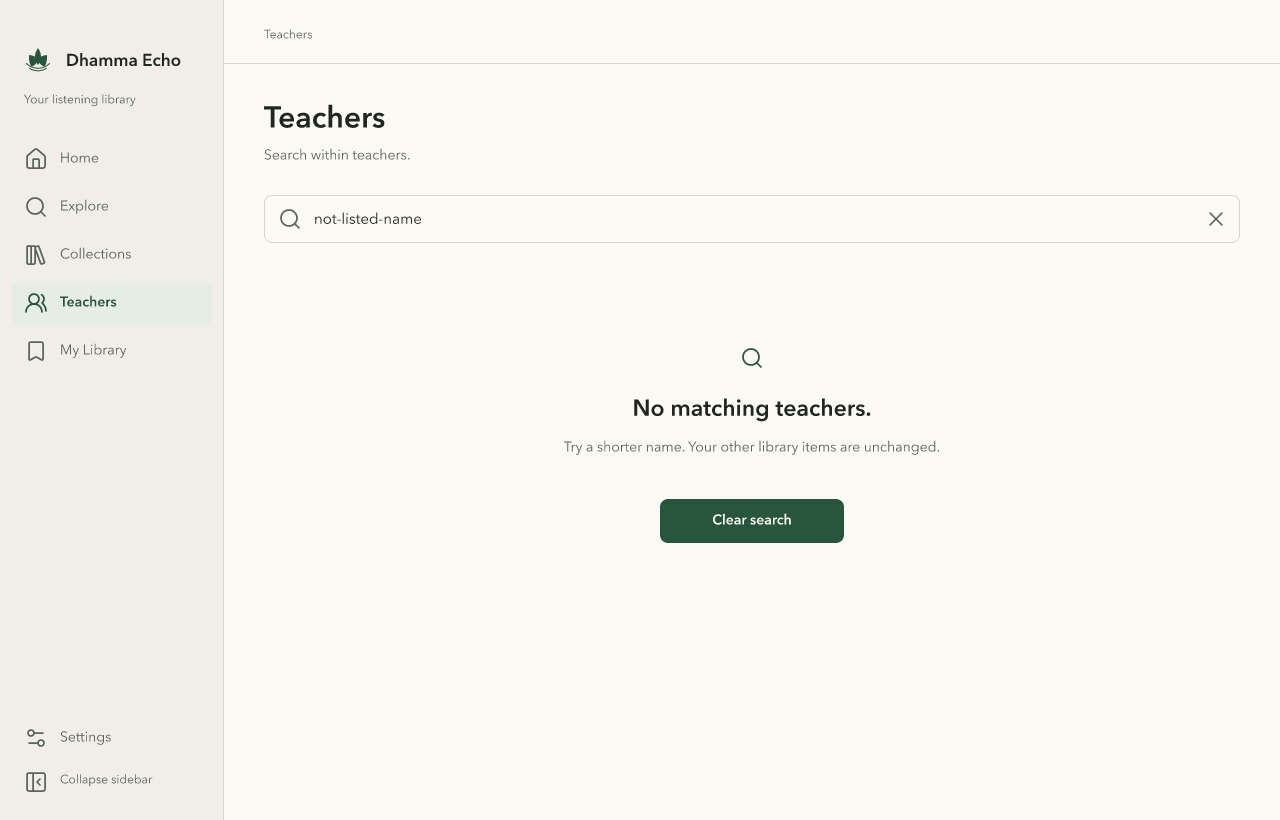 Dhamma Echo
Your listening library
Home
Explore
Collections
Teachers
My Library
Settings
Collapse sidebar
Teachers
Teachers
Search within teachers.
not-listed-name
No matching teachers.
Try a shorter name. Your other library items are unchanged.
Clear search